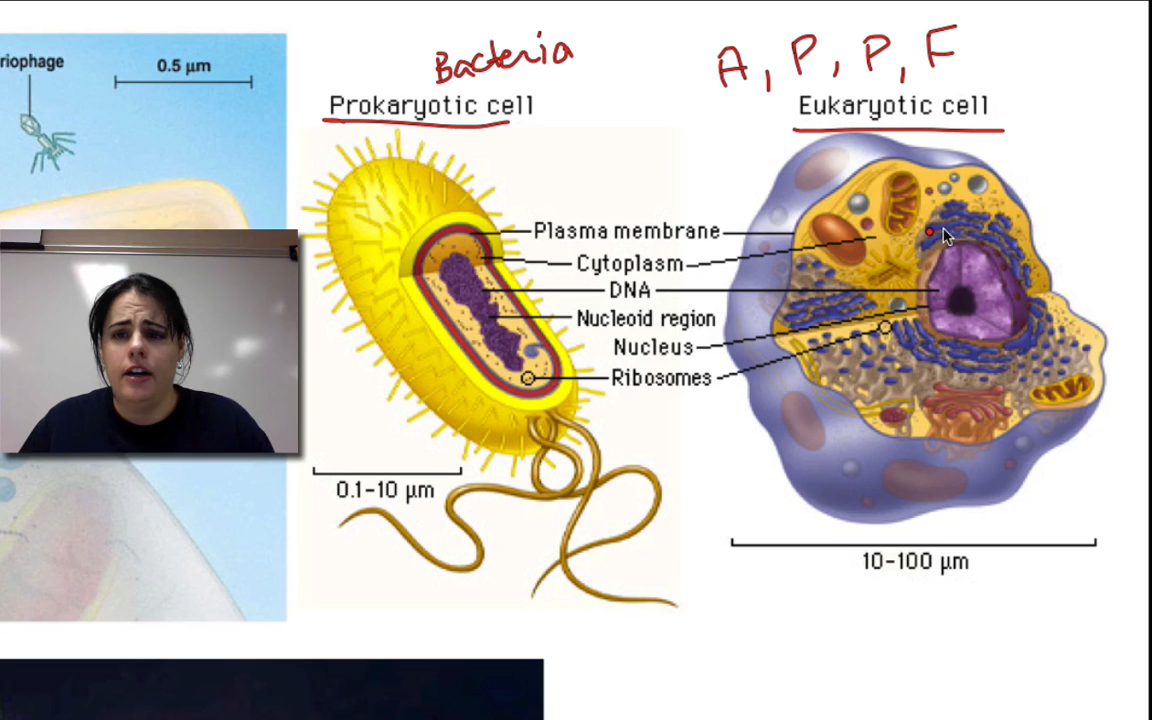 riophage
0.5 µm
Bacteria
A, P, P, F
Prokaryotic cell
Eukaryotic cell
Plasma membrane
Cytoplasm
DNA
Nucleoid region
Nucleus
Ribosomes
0.1-10 µm
10-100 µm